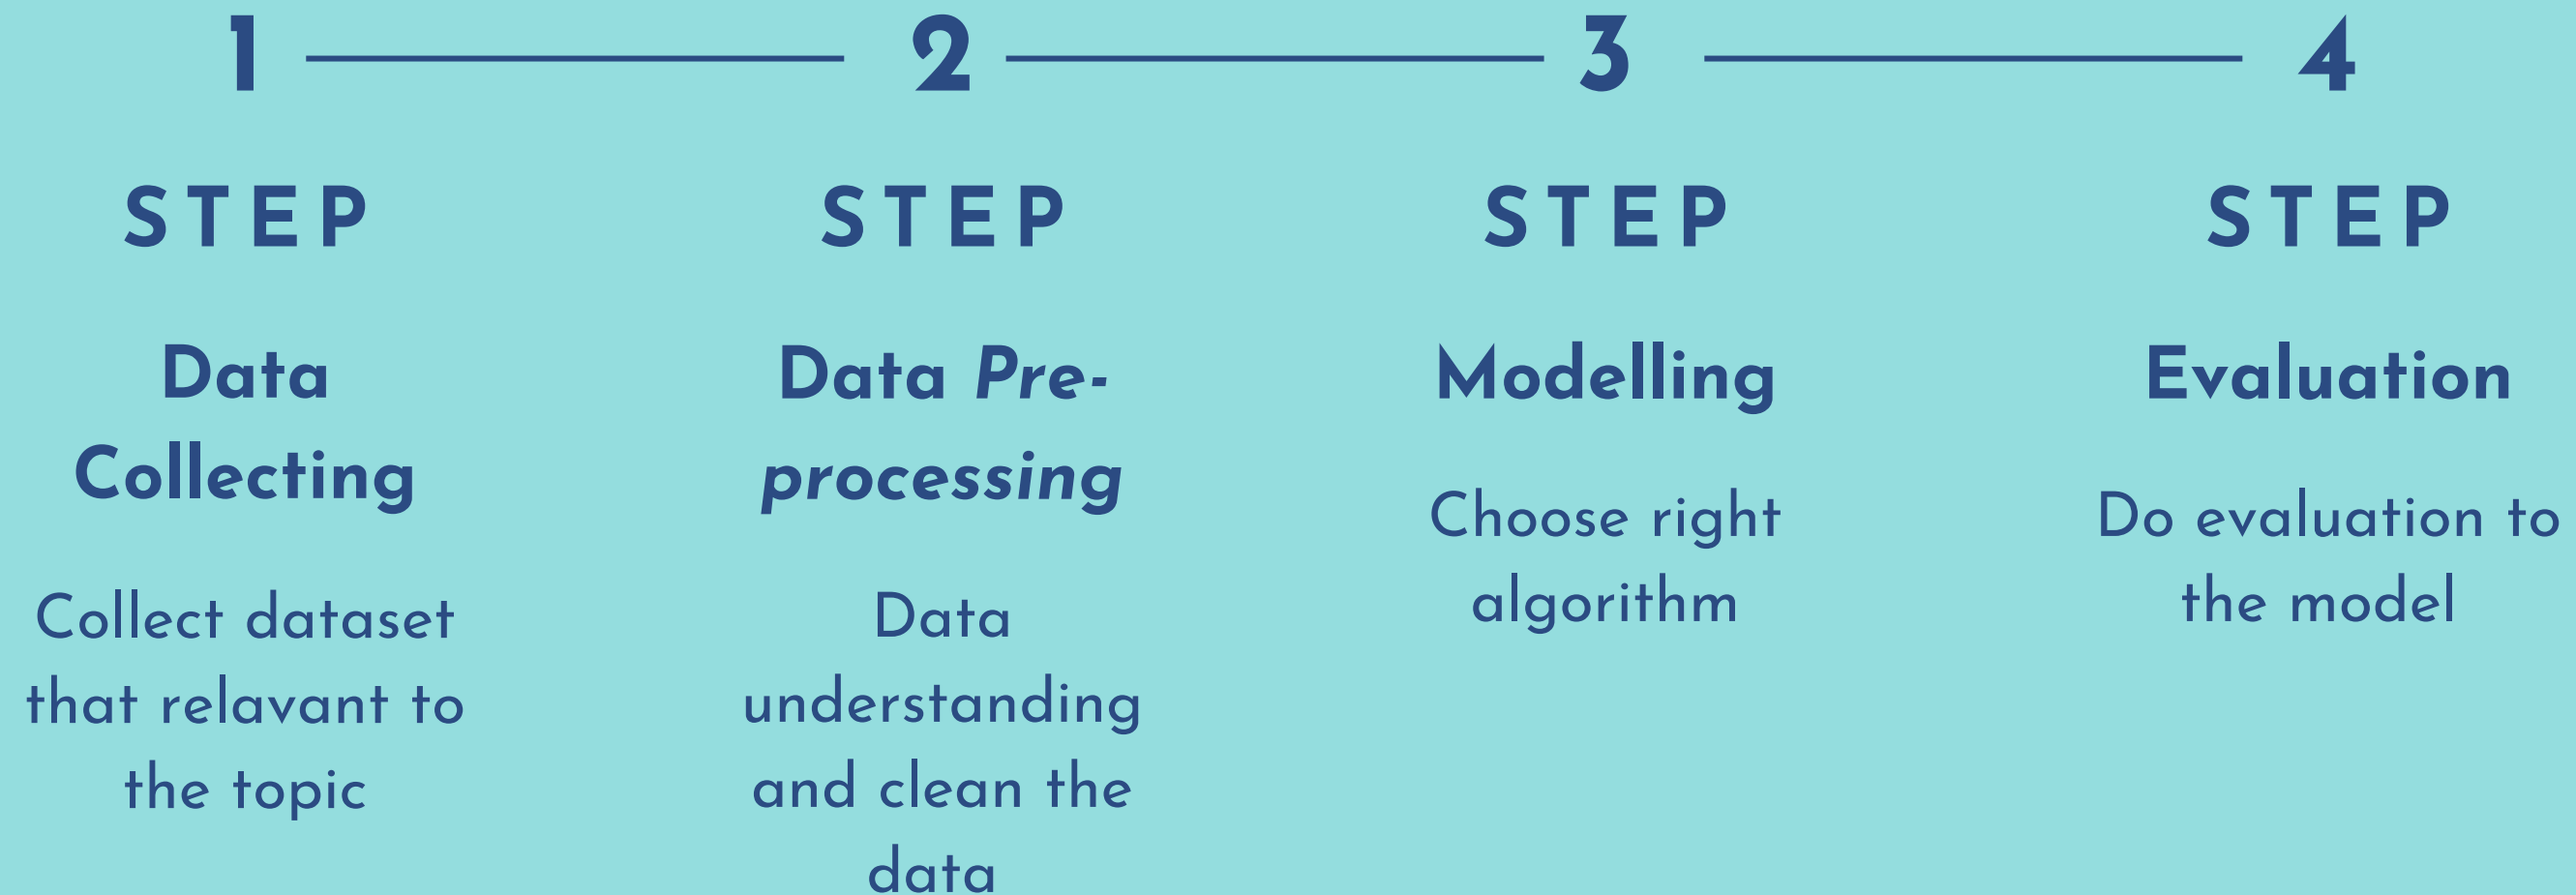 1
STEP
Data
Collecting
Collect dataset
that relavant to
the topic
2
STEP
Data Pre-
processing
Data
understanding
and clean the
data
3
STEP
Modelling
Choose right
algorithm
4
STEP
Evaluation
Do evaluation to
the model